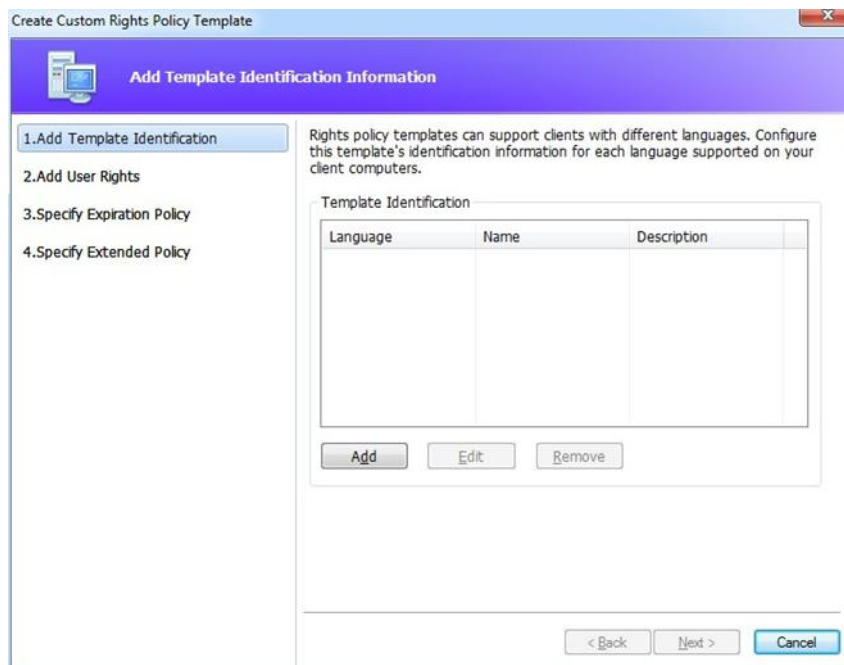 Create Custom Rights Policy Template
Add Template Identification Information
1.Add Template Identification
2.Add User Rights
3.Specify Expiration Policy
4.Specify Extended Policy
Rights policy templates can support clients with different languages. Configure
this template's identification information for each language supported on your
client computers.
Template Identification
Language Name Description
Add Edit Remove
< Back Next > Cancel